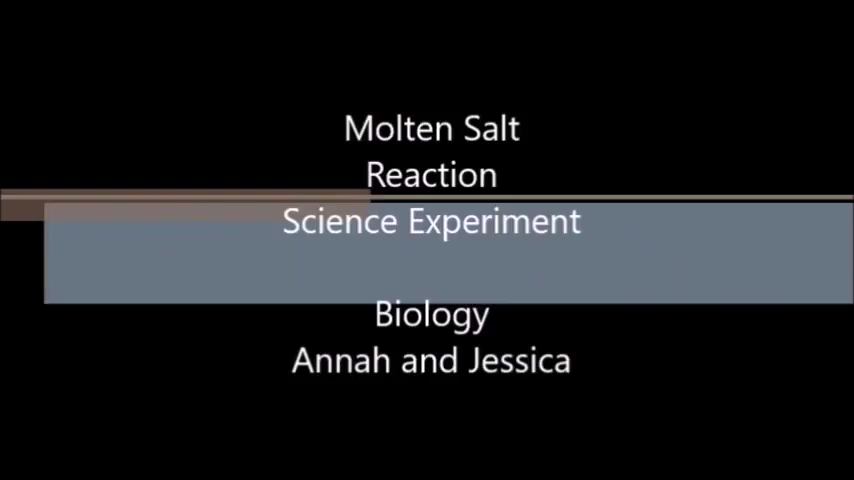 Molten Salt
Reaction
Science Experiment
Biology
Annah and Jessica